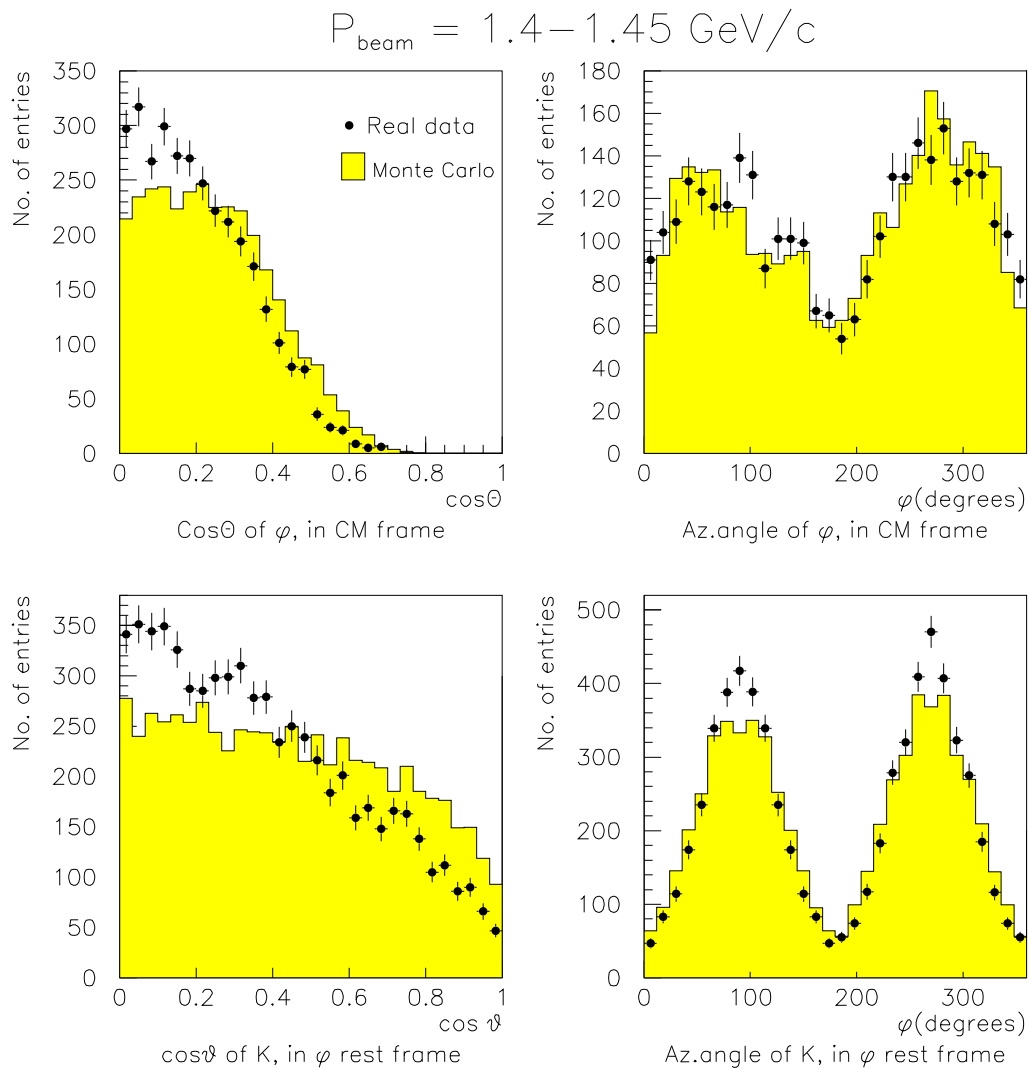 P_beam = 1.4–1.45 GeV/c
No. of entries
350
300
250
200
150
100
50
0
0 0.2 0.4 0.6 0.8 1
cosΘ
CosΘ of φ, in CM frame
Real data
Monte Carlo
No. of entries
180
160
140
120
100
80
60
40
20
0
0 100 200 300
φ(degrees)
Az.angle of φ, in CM frame
No. of entries
350
300
250
200
150
100
50
0
0 0.2 0.4 0.6 0.8 1
cos ϑ
cosϑ of K, in φ rest frame
No. of entries
500
400
300
200
100
0
0 100 200 300
φ(degrees)
Az.angle of K, in φ rest frame